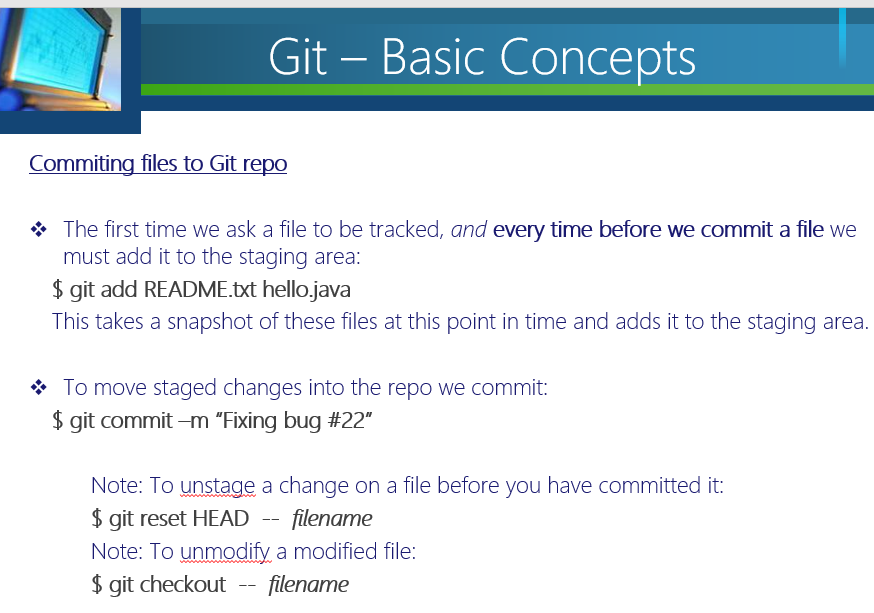 Git – Basic Concepts
Commiting files to Git repo
❖ The first time we ask a file to be tracked, and every time before we commit a file we
must add it to the staging area:
$ git add README.txt hello.java
This takes a snapshot of these files at this point in time and adds it to the staging area.
❖ To move staged changes into the repo we commit:
$ git commit –m “Fixing bug #22”
Note: To unstage a change on a file before you have committed it:
$ git reset HEAD -- filename
Note: To unmodify a modified file:
$ git checkout -- filename